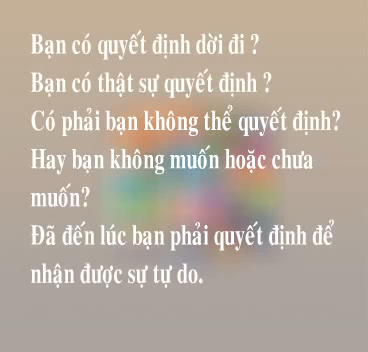 Bạn có quyết định dời đi ?
Bạn có thật sự quyết định ?
Có phải bạn không thể quyết định?
Hay bạn không muốn hoặc chưa
muốn?
Đã đến lúc bạn phải quyết định để
nhận được sự tự do.